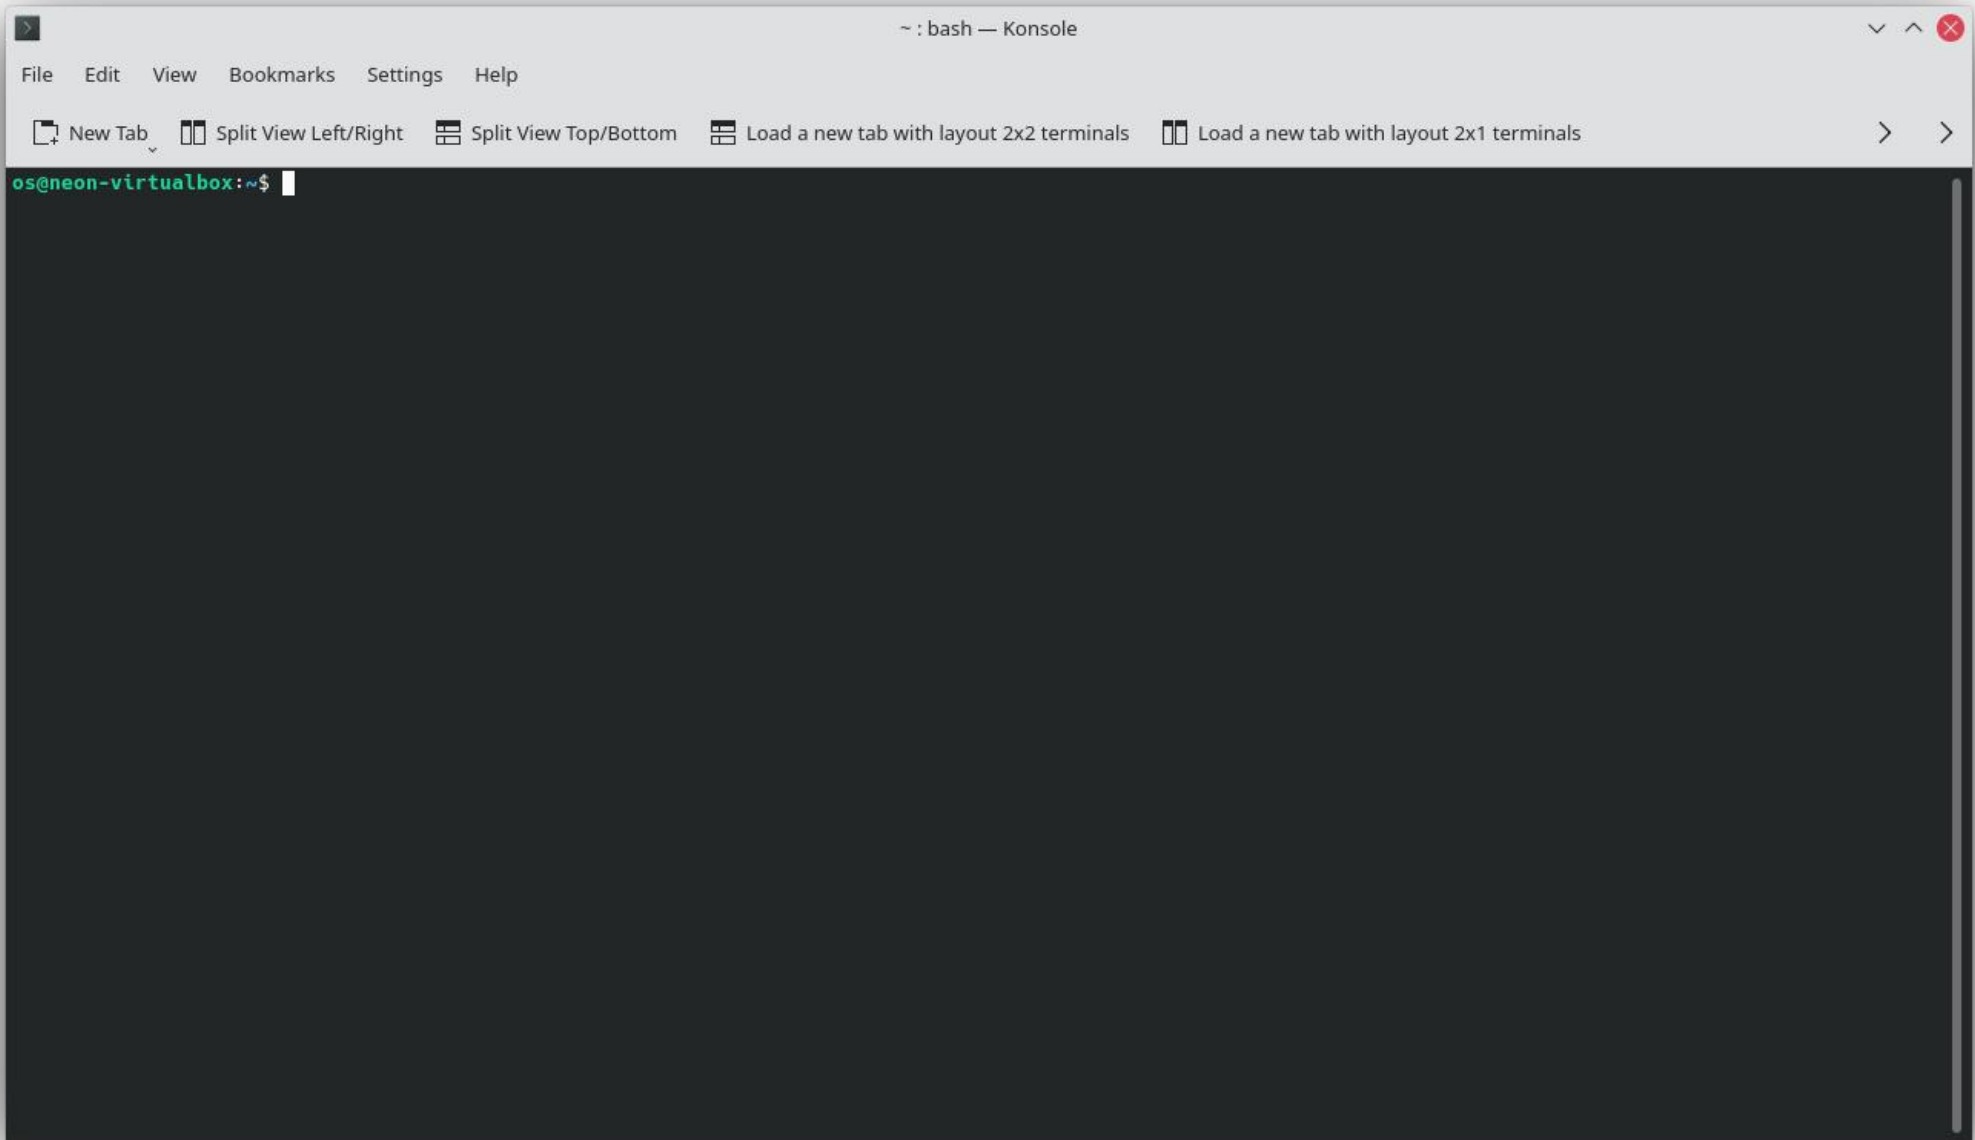 ~ : bash — Konsole
File Edit View Bookmarks Settings Help
New Tab Split View Left/Right Split View Top/Bottom Load a new tab with layout 2x2 terminals Load a new tab with layout 2x1 terminals
os@neon-virtualbox:~$